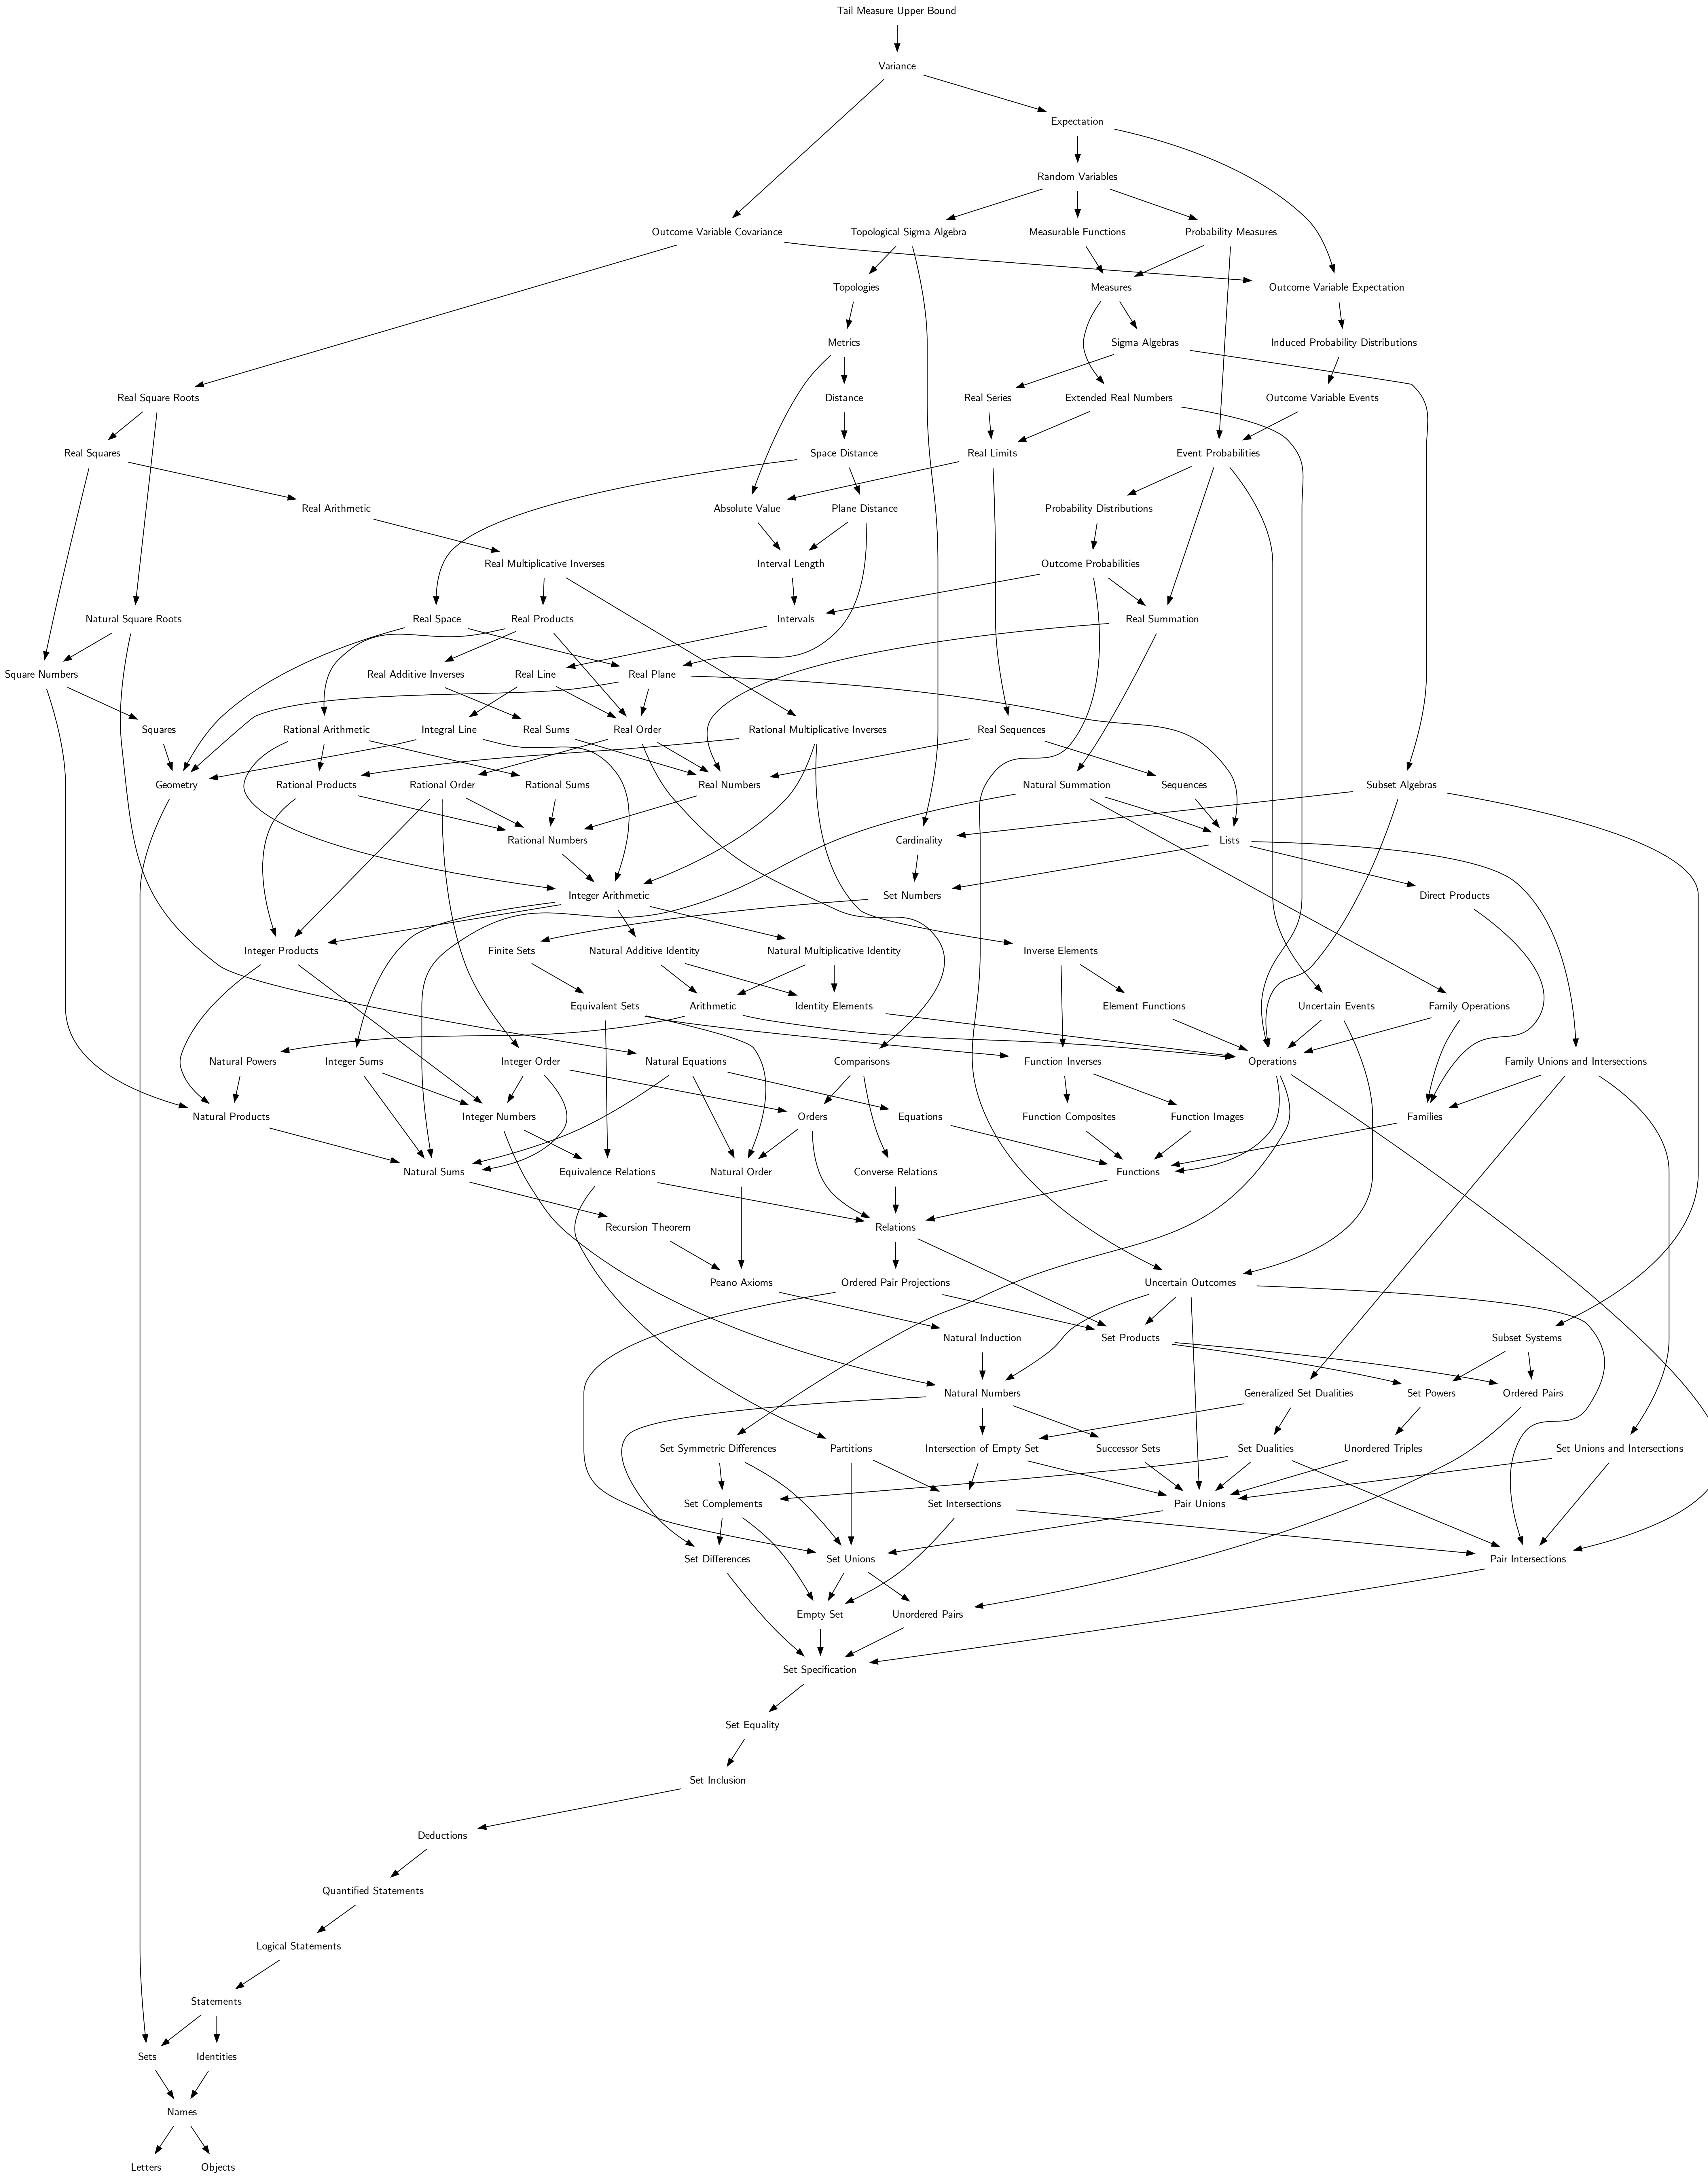 Tail Measure Upper Bound
Variance
Expectation
Random Variables
Outcome Variable Covariance
Topological Sigma Algebra
Measurable Functions
Probability Measures
Topologies
Measures
Outcome Variable Expectation
Metrics
Sigma Algebras
Induced Probability Distributions
Real Square Roots
Distance
Real Series
Extended Real Numbers
Outcome Variable Events
Real Squares
Space Distance
Real Limits
Event Probabilities
Real Arithmetic
Absolute Value
Plane Distance
Probability Distributions
Real Multiplicative Inverses
Interval Length
Outcome Probabilities
Natural Square Roots
Real Space
Real Products
Intervals
Real Summation
Square Numbers
Real Additive Inverses
Real Line
Real Plane
Squares
Rational Arithmetic
Integral Line
Real Sums
Real Order
Rational Multiplicative Inverses
Real Sequences
Geometry
Rational Products
Rational Order
Rational Sums
Real Numbers
Natural Summation
Sequences
Subset Algebras
Rational Numbers
Cardinality
Lists
Integer Arithmetic
Set Numbers
Direct Products
Integer Products
Finite Sets
Natural Additive Identity
Natural Multiplicative Identity
Inverse Elements
Equivalent Sets
Arithmetic
Identity Elements
Element Functions
Uncertain Events
Family Operations
Natural Powers
Integer Sums
Integer Order
Natural Equations
Comparisons
Function Inverses
Operations
Family Unions and Intersections
Natural Products
Integer Numbers
Orders
Equations
Function Composites
Function Images
Families
Natural Sums
Equivalence Relations
Natural Order
Converse Relations
Functions
Recursion Theorem
Relations
Peano Axioms
Ordered Pair Projections
Uncertain Outcomes
Natural Induction
Set Products
Subset Systems
Natural Numbers
Generalized Set Dualities
Set Powers
Ordered Pairs
Set Symmetric Differences
Partitions
Intersection of Empty Set
Successor Sets
Set Dualities
Unordered Triples
Set Unions and Intersections
Set Complements
Set Intersections
Pair Unions
Set Differences
Set Unions
Pair Intersections
Empty Set
Unordered Pairs
Set Specification
Set Equality
Set Inclusion
Deductions
Quantified Statements
Logical Statements
Statements
Sets
Identities
Names
Letters
Objects